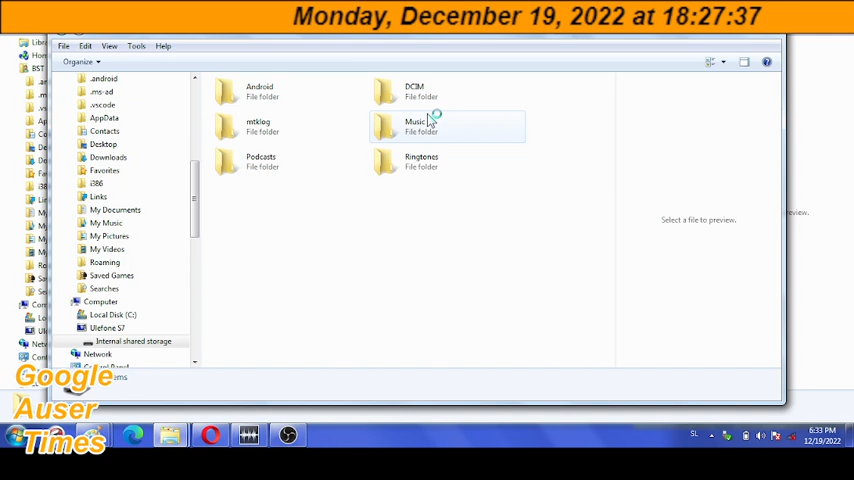 Monday, December 19, 2022 at 18:27:37
Libr
Hom
BST
File Edit View Tools Help
Organize
.android
.ms-ad
.vscode
AppData
Contacts
Desktop
Downloads
Favorites
i386
Links
My Documents
My Music
My Pictures
My Videos
Roaming
Saved Games
Searches
Computer
Local Disk (C:)
Ulefone S7
Internal shared storage
Network
Android
File folder
DCIM
File folder
mtklog
File folder
Music
File folder
Podcasts
File folder
Ringtones
File folder
Select a file to preview.
Google
Auser
Times
SL
6:33 PM
12/19/2022